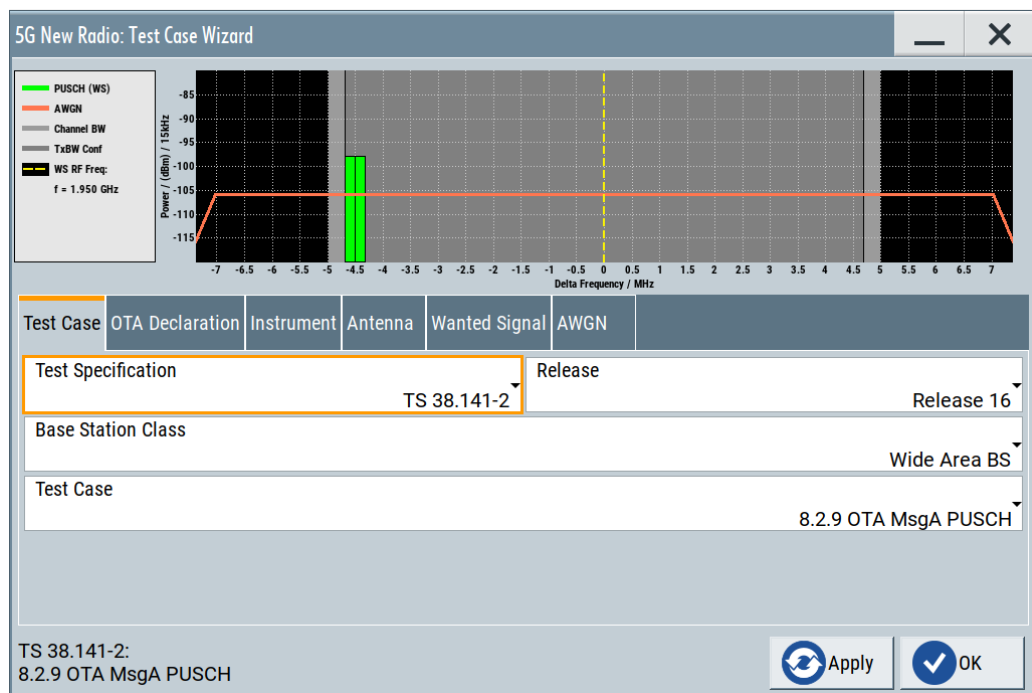 5G New Radio: Test Case Wizard
PUSCH (WS)
AWGN
Channel BW
TxBW Conf
WS RF Freq:
f = 1.950 GHz
Power / (dBm) / 15kHz
-85
-90
-95
-100
-105
-110
-115
-7 -6.5 -6 -5.5 -5 -4.5 -4 -3.5 -3 -2.5 -2 -1.5 -1 -0.5 0 0.5 1 1.5 2 2.5 3 3.5 4 4.5 5 5.5 6 6.5 7
Delta Frequency / MHz
Test Case OTA Declaration Instrument Antenna Wanted Signal AWGN
Test Specification
TS 38.141-2
Release
Release 16
Base Station Class
Wide Area BS
Test Case
8.2.9 OTA MsgA PUSCH
TS 38.141-2:
8.2.9 OTA MsgA PUSCH
Apply
OK